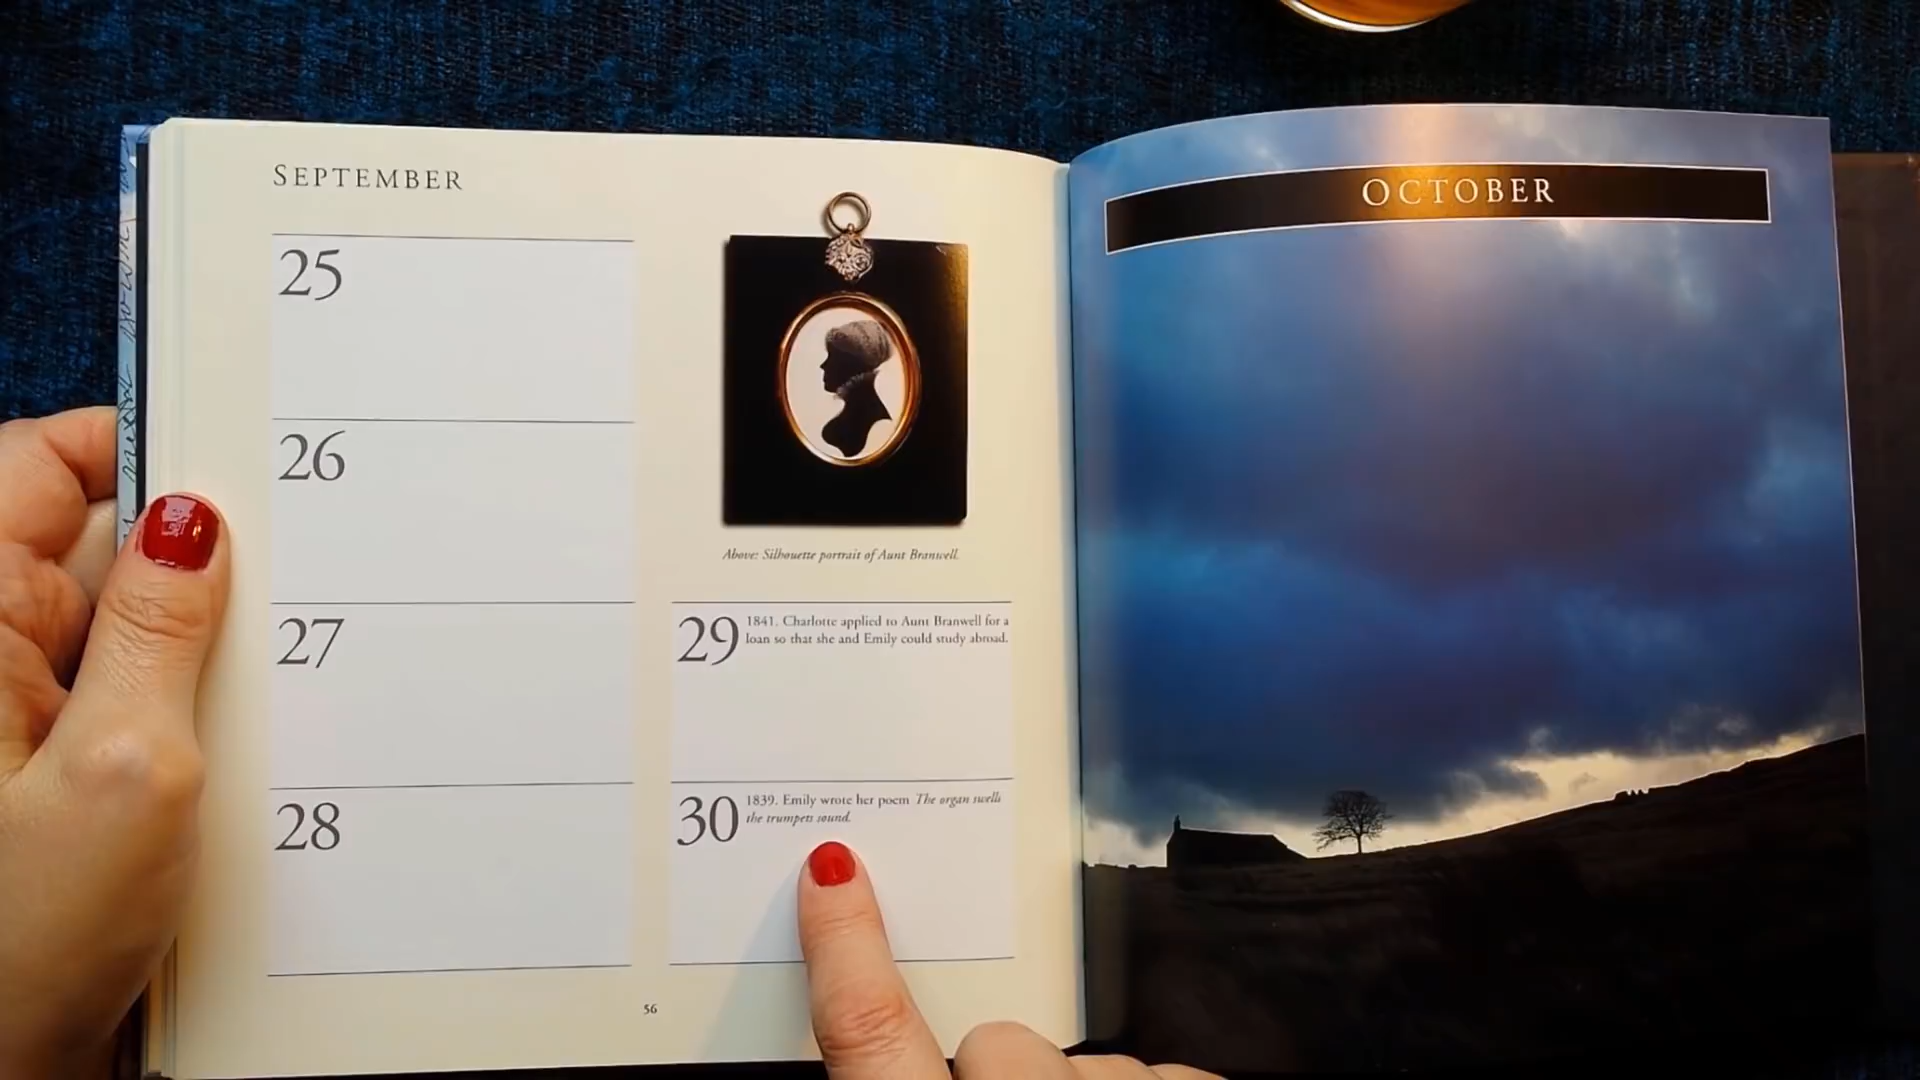 SEPTEMBER
25
26
27
28
Above: Silhouette portrait of Aunt Branwell.
29 1841. Charlotte applied to Aunt Branwell for a
loan so that she and Emily could study abroad.
30 1839. Emily wrote her poem The organ swells
the trumpets sound.
56
OCTOBER